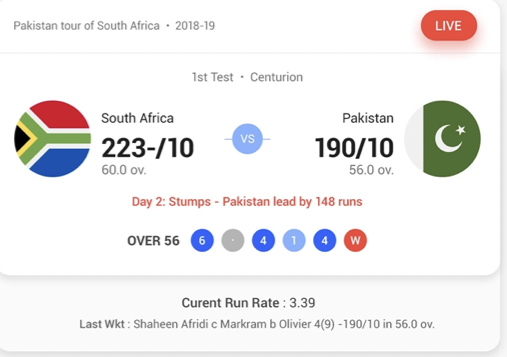 Pakistan tour of South Africa • 2018-19
LIVE
1st Test • Centurion
South Africa
223-/10
60.0 ov.
VS
Pakistan
190/10
56.0 ov.
Day 2: Stumps - Pakistan lead by 148 runs
OVER 56 6 · 4 1 4 W
Curent Run Rate : 3.39
Last Wkt : Shaheen Afridi c Markram b Olivier 4(9) -190/10 in 56.0 ov.